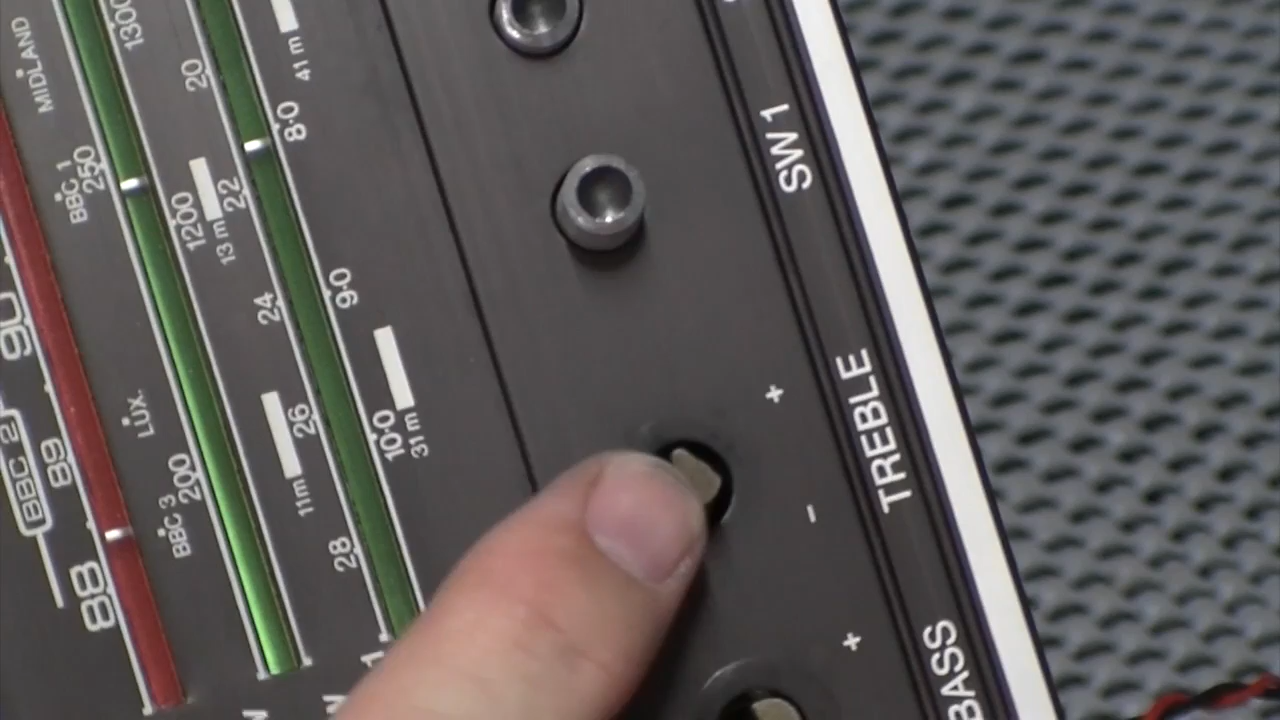 MIDLAND
BBC 1
250
LUX.
BBC 3
200
90
BBC 2
89
88
1300
1200
20
22
13 m
24
26
11 m
28
41 m
8·0
9·0
10·0
31 m
SW 1
+
TREBLE
-
+
BASS